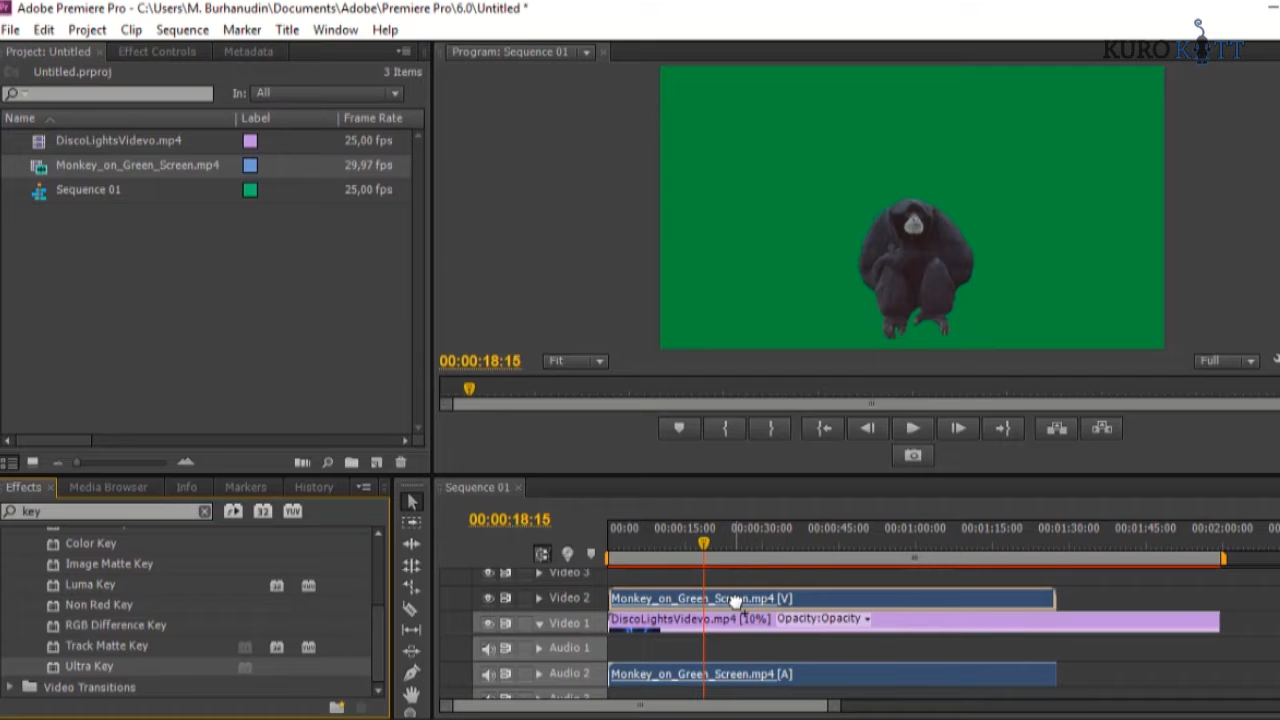 Adobe Premiere Pro - C:\Users\M. Burhanudin\Documents\Adobe\Premiere Pro\6.0\Untitled *
File Edit Project Clip Sequence Marker Title Window Help
KURO KATT
Project: Untitled × Effect Controls Metadata
Program: Sequence 01
Untitled.prproj 3 Items
In: All
Name Label Frame Rate
DiscoLightsVidevo.mp4 25,00 fps
Monkey_on_Green_Screen.mp4 29,97 fps
Sequence 01 25,00 fps
00:00:18:15 Fit Full
Effects × Media Browser Info Markers History
Sequence 01 ×
key 32 YUV
00:00:18:15
00:00 00:00:15:00 00:00:30:00 00:00:45:00 00:01:00:00 00:01:15:00 00:01:30:00 00:01:45:00 00:02:00:00
Color Key
Image Matte Key
Luma Key
Non Red Key
RGB Difference Key
Track Matte Key
Ultra Key
Video Transitions
Video 3
Video 2 Monkey_on_Green_Screen.mp4 [V]
Video 1 DiscoLightsVidevo.mp4 [10%] Opacity:Opacity
Audio 1
Audio 2 Monkey_on_Green_Screen.mp4 [A]